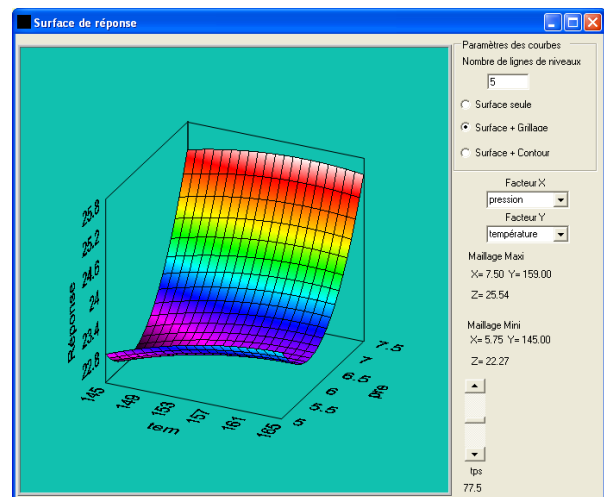 Surface de réponse
Paramètres des courbes
Nombre de lignes de niveaux
5
Surface seule
Surface + Grillage
Surface + Contour
Facteur X
pression
Facteur Y
température
Maillage Maxi
X= 7.50 Y= 159.00
Z= 25.54
Maillage Mini
X= 5.75 Y= 145.00
Z= 22.27
tps
77.5
Réponse
25.8
25.2
24.6
24
23.4
22.8
145
149
153
157
161
165
tem
5
5.5
6
6.5
7
7.5
pre